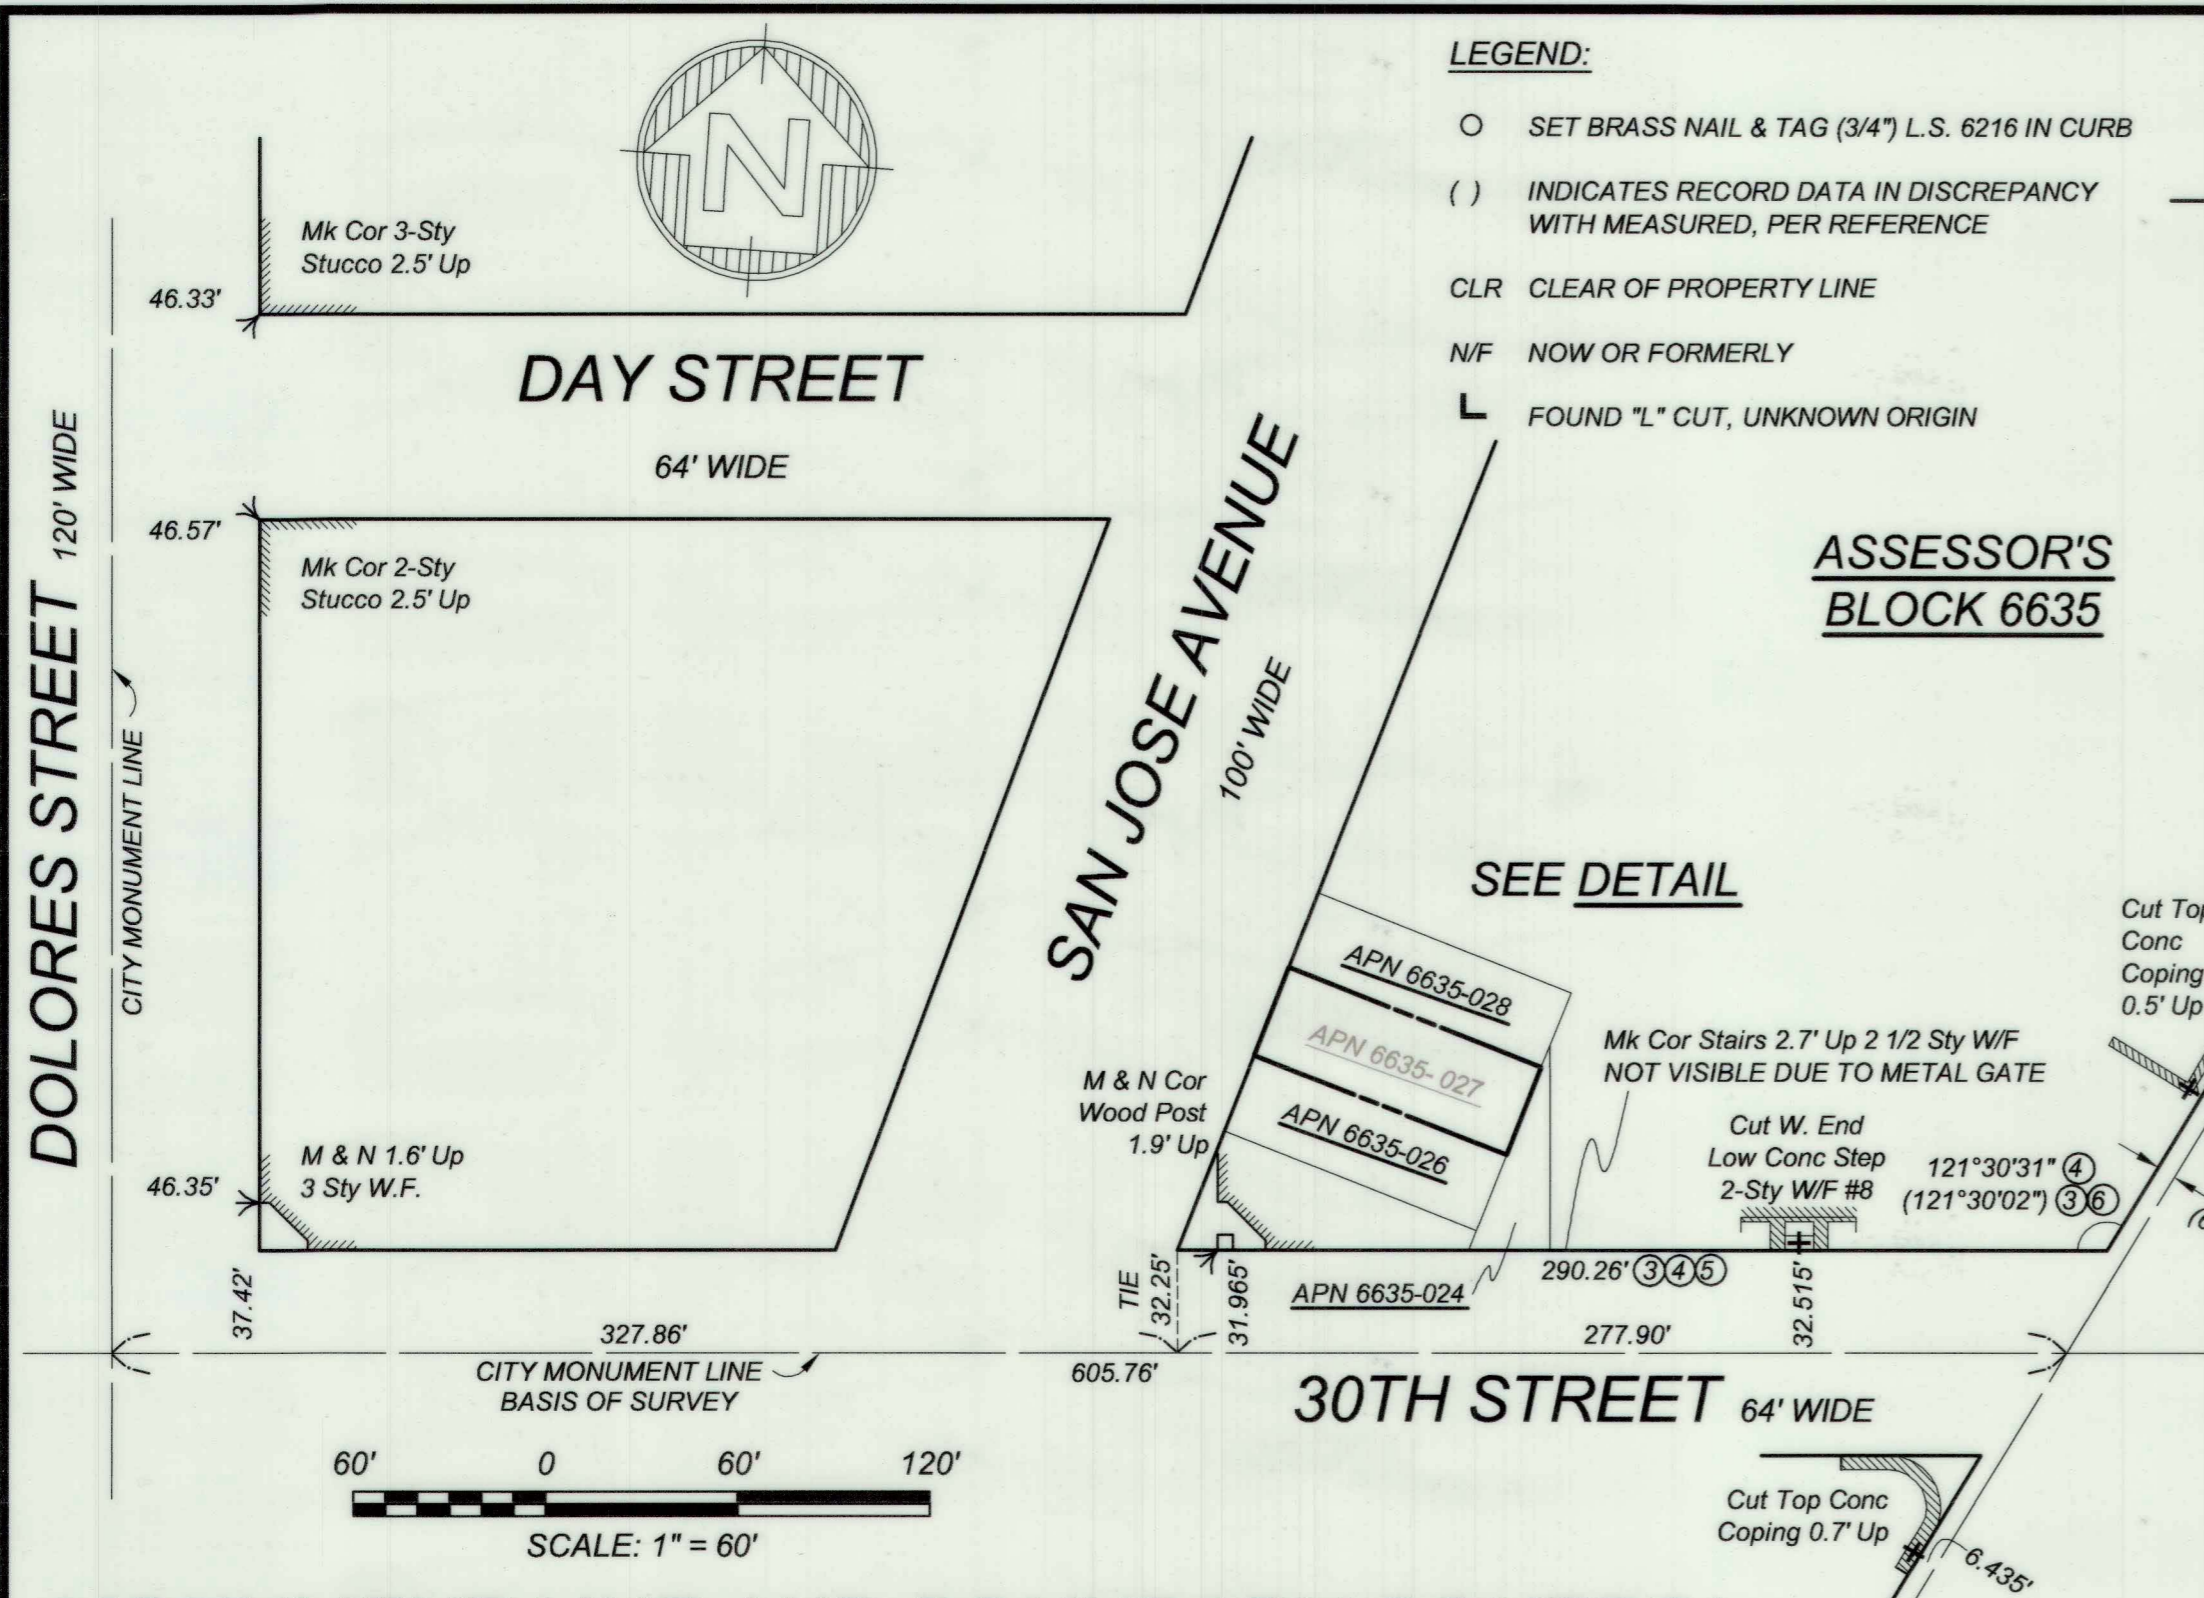 LEGEND:
SET BRASS NAIL & TAG (3/4") L.S. 6216 IN CURB
( ) INDICATES RECORD DATA IN DISCREPANCY
WITH MEASURED, PER REFERENCE
CLR CLEAR OF PROPERTY LINE
N/F NOW OR FORMERLY
FOUND "L" CUT, UNKNOWN ORIGIN
N
Mk Cor 3-Sty
Stucco 2.5' Up
46.33'
DAY STREET
64' WIDE
46.57'
Mk Cor 2-Sty
Stucco 2.5' Up
DOLORES STREET 120' WIDE
CITY MONUMENT LINE
SAN JOSE AVENUE
100' WIDE
ASSESSOR'S
BLOCK 6635
SEE DETAIL
APN 6635-028
APN 6635- 027
APN 6635-026
M & N Cor
Wood Post
1.9' Up
Mk Cor Stairs 2.7' Up 2 1/2 Sty W/F
NOT VISIBLE DUE TO METAL GATE
Cut Top
Conc
Coping
0.5' Up
Cut W. End
Low Conc Step
2-Sty W/F #8
121°30'31" 4
(121°30'02") 3 6
M & N 1.6' Up
3 Sty W.F.
46.35'
37.42'
TIE
32.25'
31.965'
APN 6635-024
290.26' 3 4 5
32.515'
327.86'
277.90'
CITY MONUMENT LINE
BASIS OF SURVEY
605.76'
30TH STREET 64' WIDE
60' 0 60' 120'
SCALE: 1" = 60'
Cut Top Conc
Coping 0.7' Up
6.435'